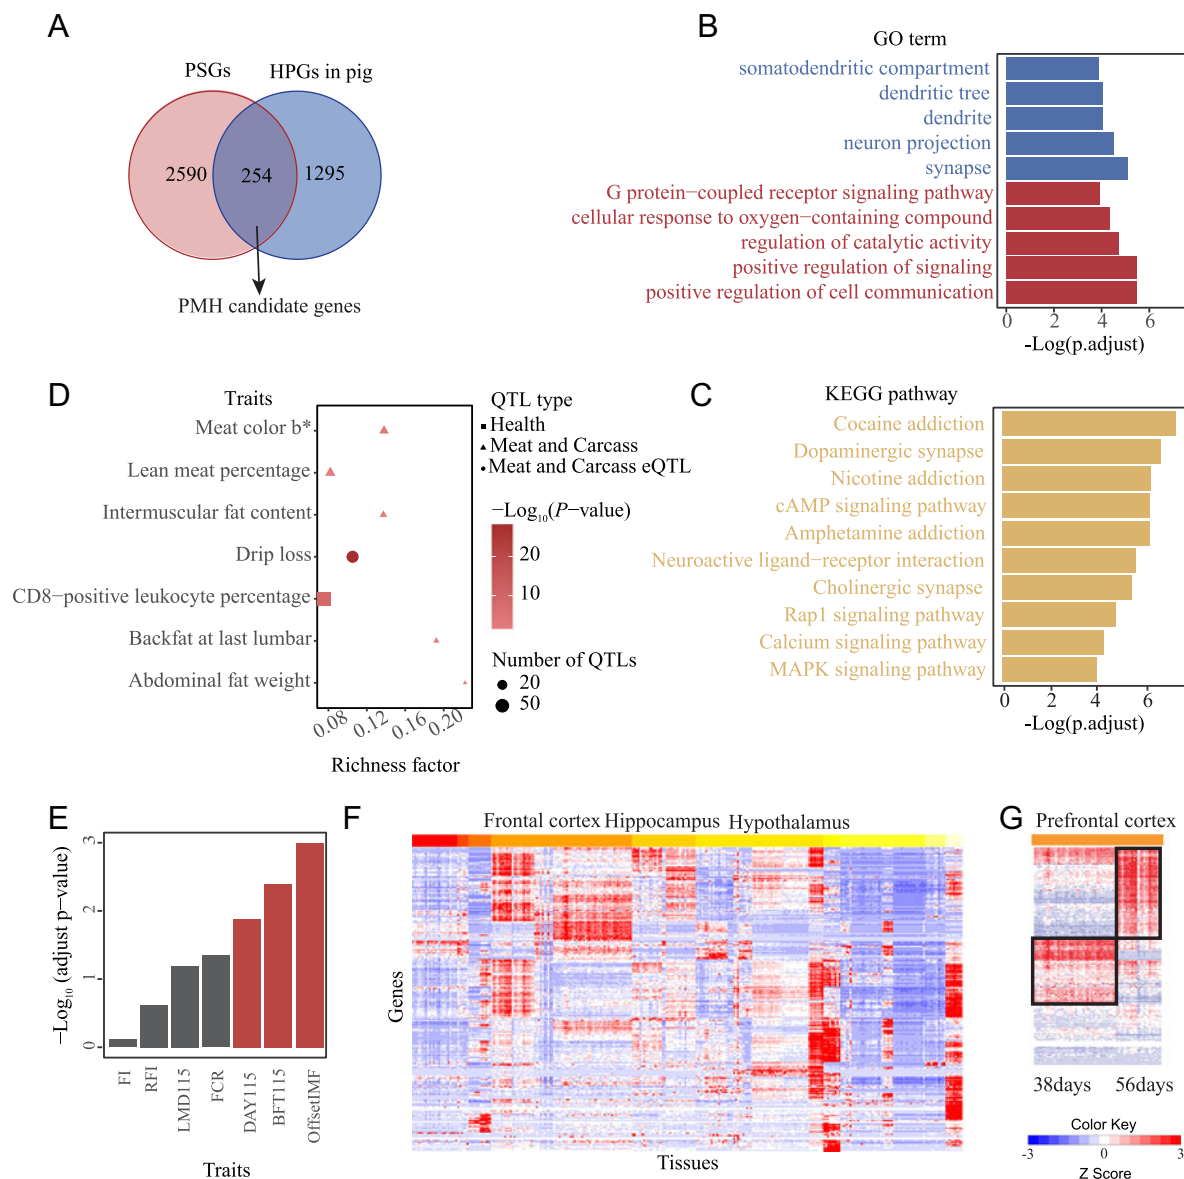 A
PSGs
HPGs in pig
2590
254
1295
PMH candidate genes
B
GO term
somatodendritic compartment
dendritic tree
dendrite
neuron projection
synapse
G protein−coupled receptor signaling pathway
cellular response to oxygen−containing compound
regulation of catalytic activity
positive regulation of signaling
positive regulation of cell communication
0 2 4 6
-Log(p.adjust)
D
Traits
Meat color b*
Lean meat percentage
Intermuscular fat content
Drip loss
CD8−positive leukocyte percentage
Backfat at last lumbar
Abdominal fat weight
0.08 0.12 0.16 0.20
Richness factor
QTL type
Health
Meat and Carcass
Meat and Carcass eQTL
−Log10(P−value)
20
10
Number of QTLs
20
50
C
KEGG pathway
Cocaine addiction
Dopaminergic synapse
Nicotine addiction
cAMP signaling pathway
Amphetamine addiction
Neuroactive ligand−receptor interaction
Cholinergic synapse
Rap1 signaling pathway
Calcium signaling pathway
MAPK signaling pathway
0 2 4 6
-Log(p.adjust)
E
−Log10 (adjust p−value)
3
2
1
0
FI RFI LMD115 FCR DAY115 BFT115 OffsetIMF
Traits
F
Frontal cortex Hippocampus Hypothalamus
Genes
Tissues
G
Prefrontal cortex
38days 56days
Color Key
-3 0 3
Z Score